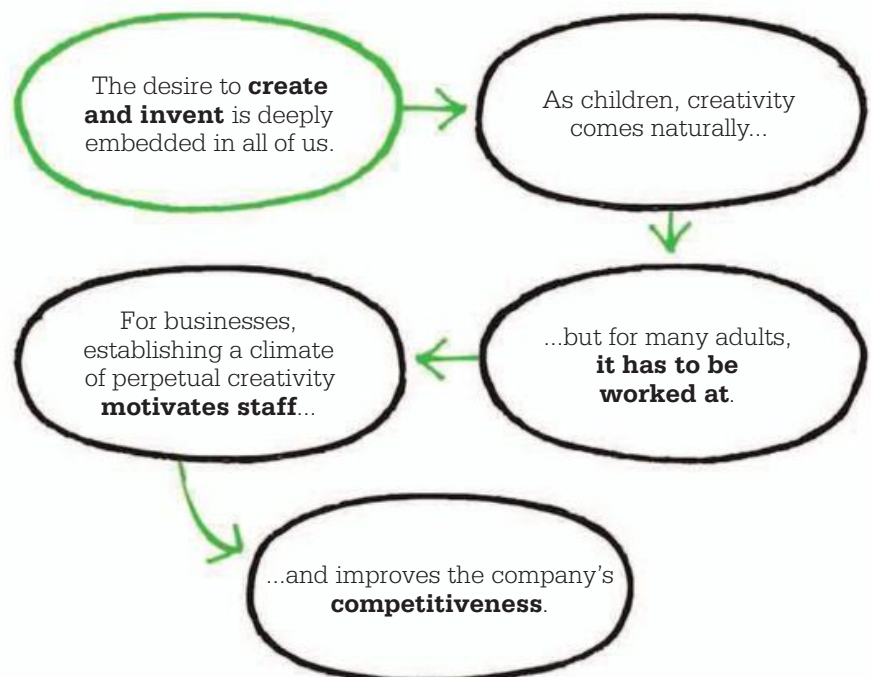 The desire to create
and invent is deeply
embedded in all of us.
As children, creativity
comes naturally...
...but for many adults,
it has to be
worked at.
For businesses,
establishing a climate
of perpetual creativity
motivates staff...
...and improves the company's
competitiveness.